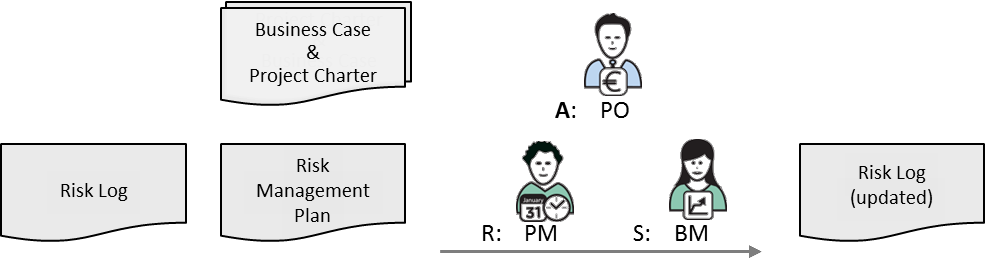 Business Case
&
Project Charter
€
A: PO
Risk Log
Risk
Management
Plan
January
31
R: PM
S: BM
Risk Log
(updated)